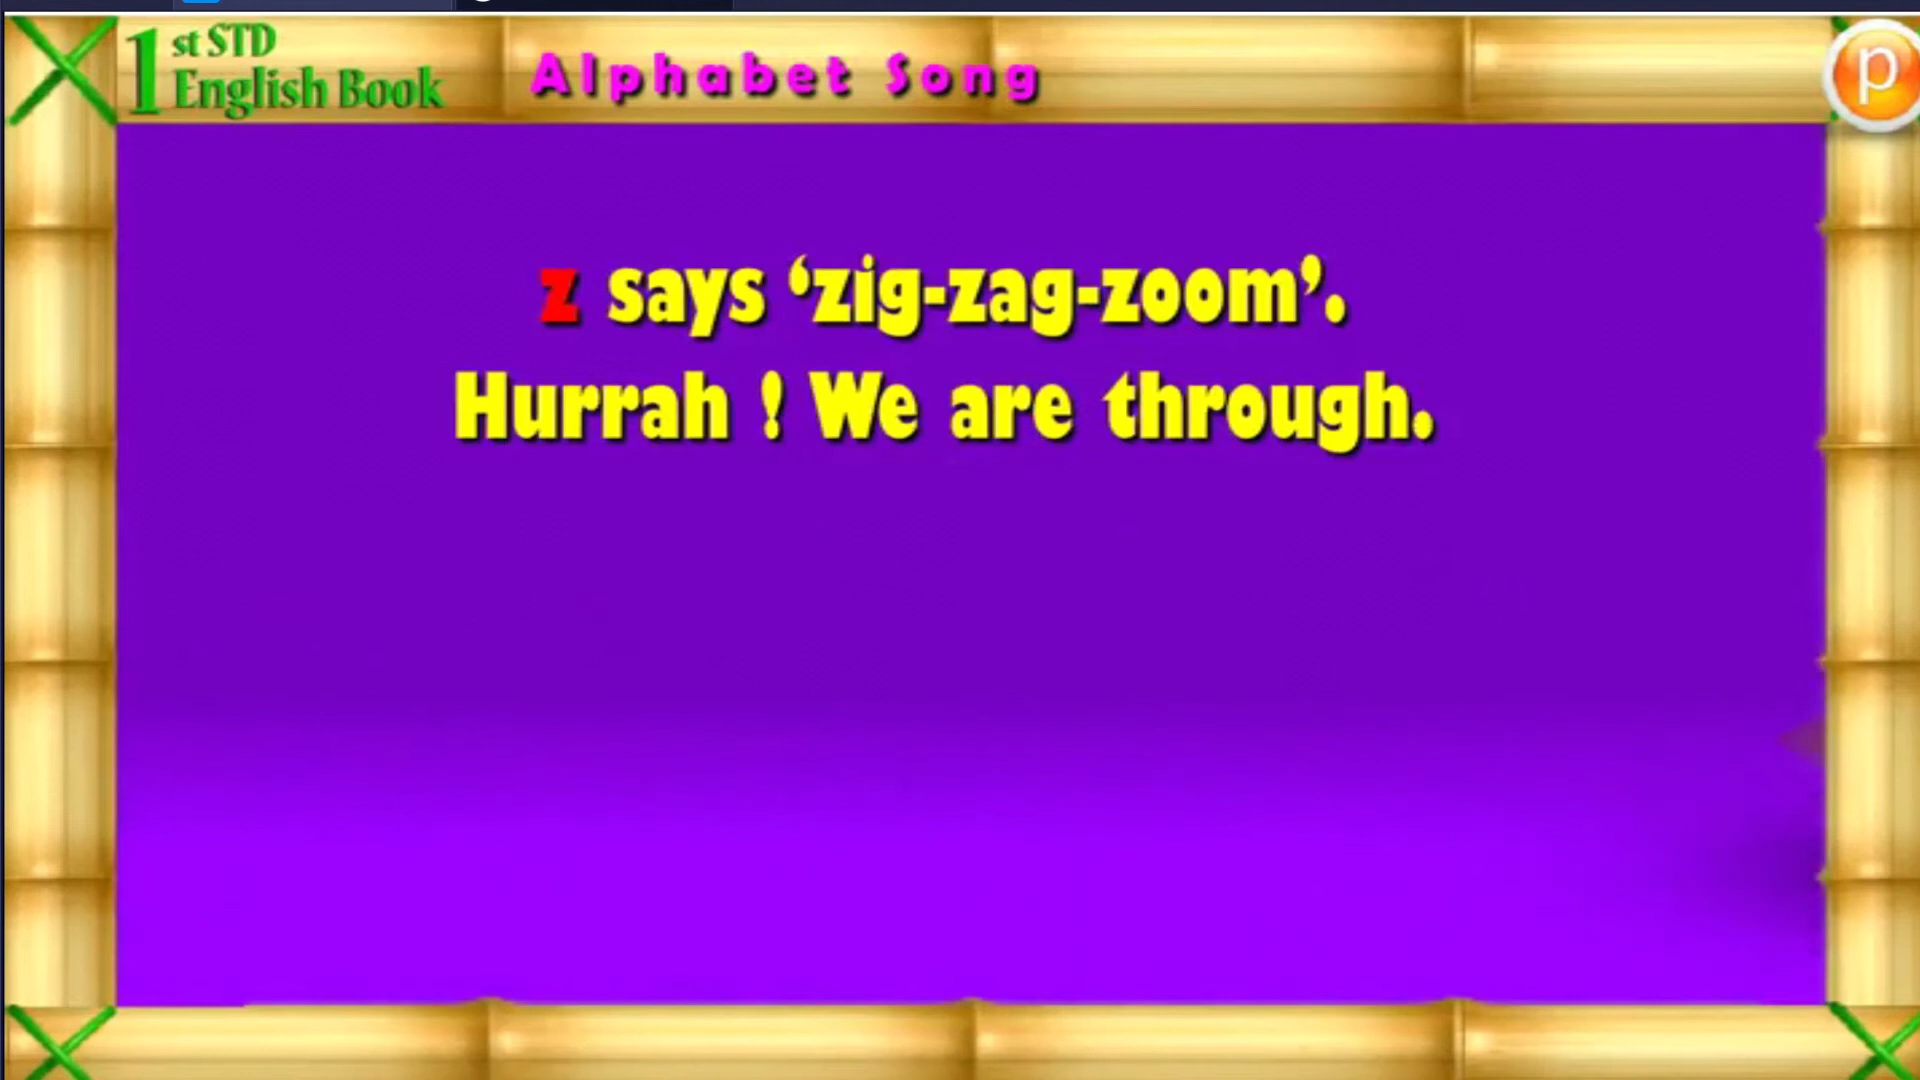 1st STD
English Book
Alphabet Song
p
z says ‘zig-zag-zoom’.
Hurrah ! We are through.